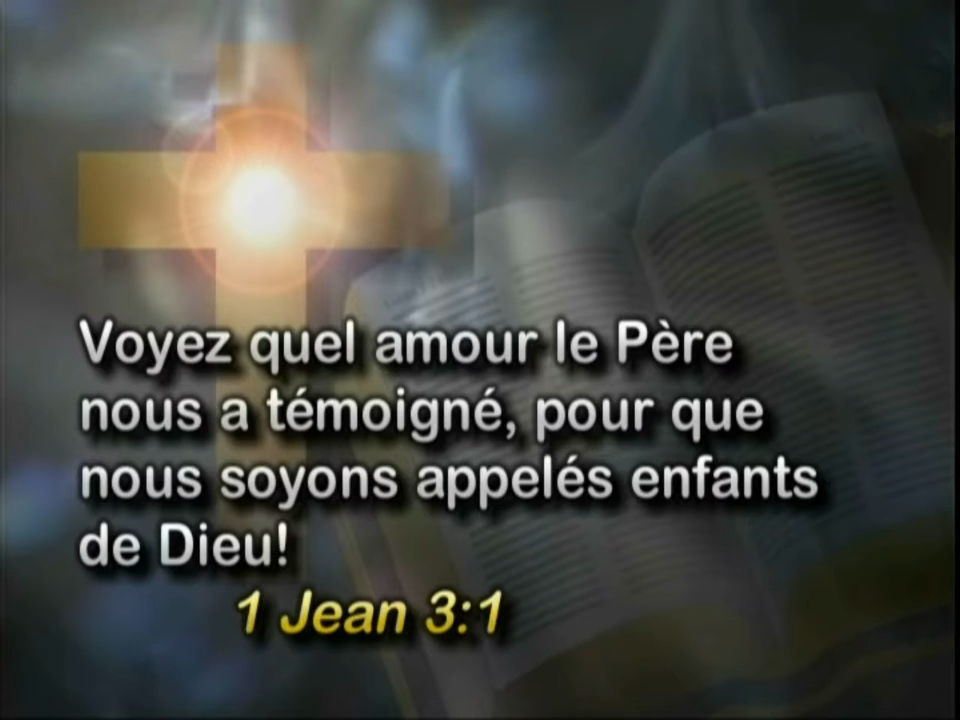 Voyez quel amour le Père
nous a témoigné, pour que
nous soyons appelés enfants
de Dieu!
1 Jean 3:1